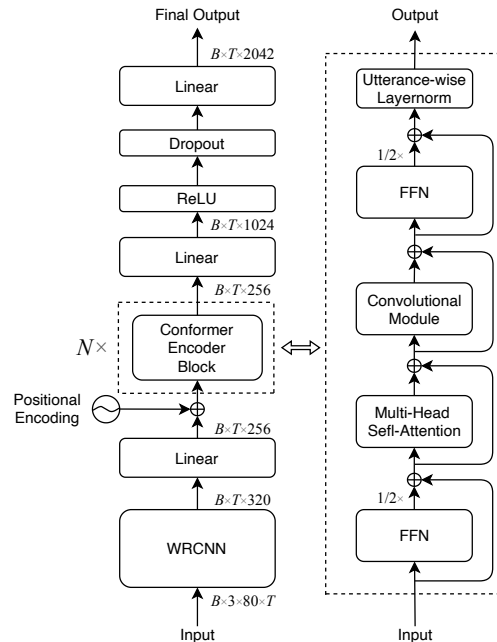 Final Output
B×T×2042
Linear
Dropout
ReLU
B×T×1024
Linear
B×T×256
N×
Conformer
Encoder
Block
Positional
Encoding
B×T×256
Linear
B×T×320
WRCNN
B×3×80×T
Input
Output
Utterance-wise
Layernorm
1/2×
FFN
Convolutional
Module
Multi-Head
Sefl-Attention
1/2×
FFN
Input